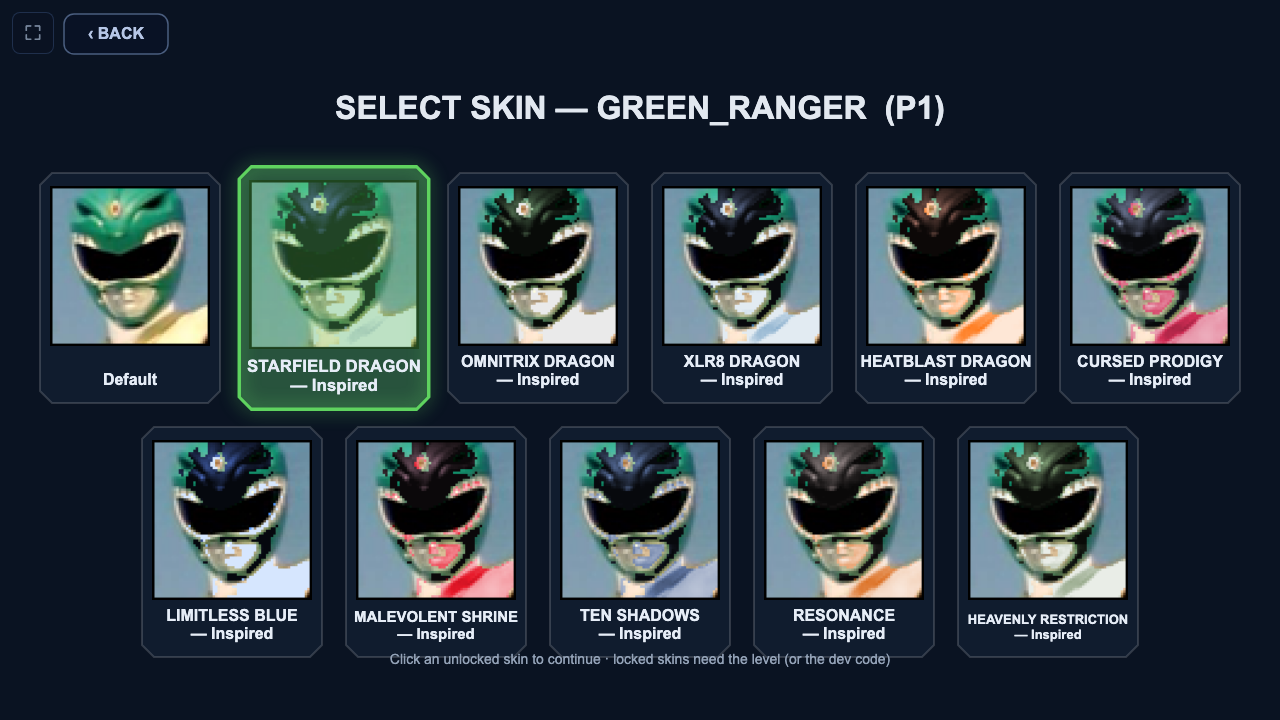 ‹ BACK
SELECT SKIN — GREEN_RANGER (P1)
Default
STARFIELD DRAGON
— Inspired
OMNITRIX DRAGON
— Inspired
XLR8 DRAGON
— Inspired
HEATBLAST DRAGON
— Inspired
CURSED PRODIGY
— Inspired
LIMITLESS BLUE
— Inspired
MALEVOLENT SHRINE
— Inspired
TEN SHADOWS
— Inspired
RESONANCE
— Inspired
HEAVENLY RESTRICTION
— Inspired
Click an unlocked skin to continue · locked skins need the level (or the dev code)